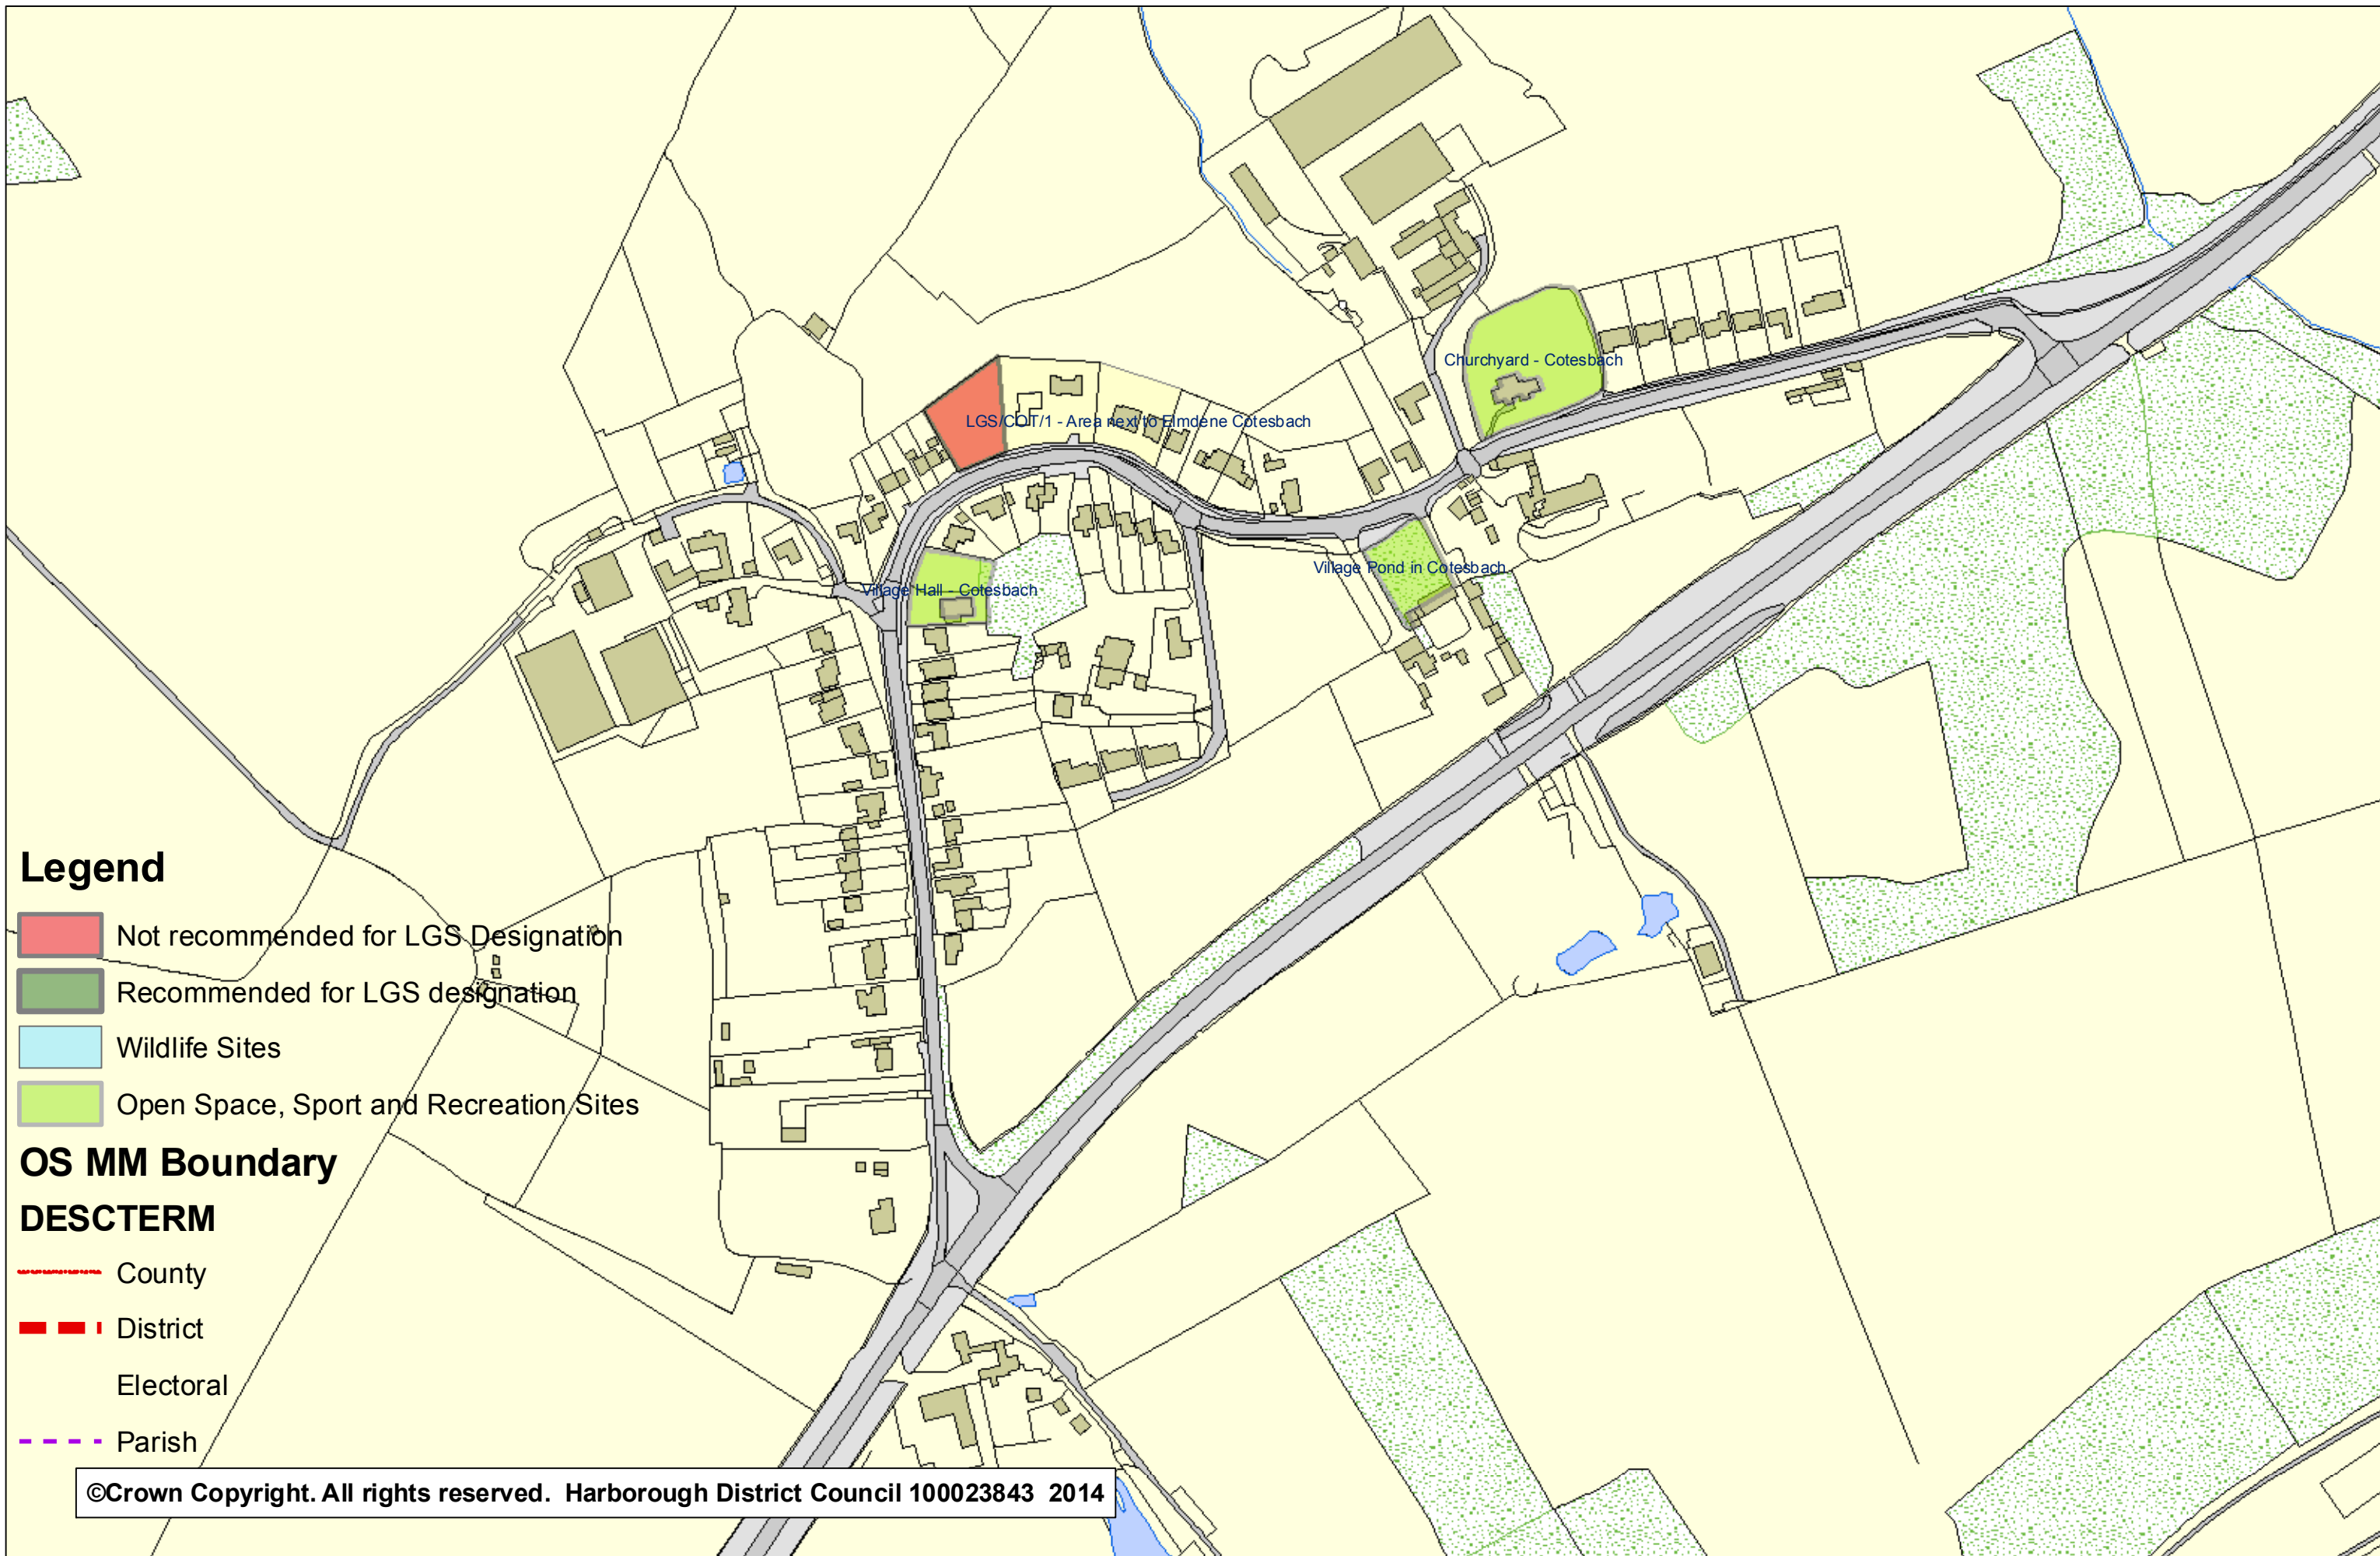 Churchyard - Cotesbach
LGS/COT/1 - Area next to Elmdene Cotesbach
Village Pond in Cotesbach
Village Hall - Cotesbach
Legend
Not recommended for LGS Designation
Recommended for LGS designation
Wildlife Sites
Open Space, Sport and Recreation Sites
OS MM Boundary
DESCTERM
County
District
Electoral
Parish
©Crown Copyright. All rights reserved. Harborough District Council 100023843 2014